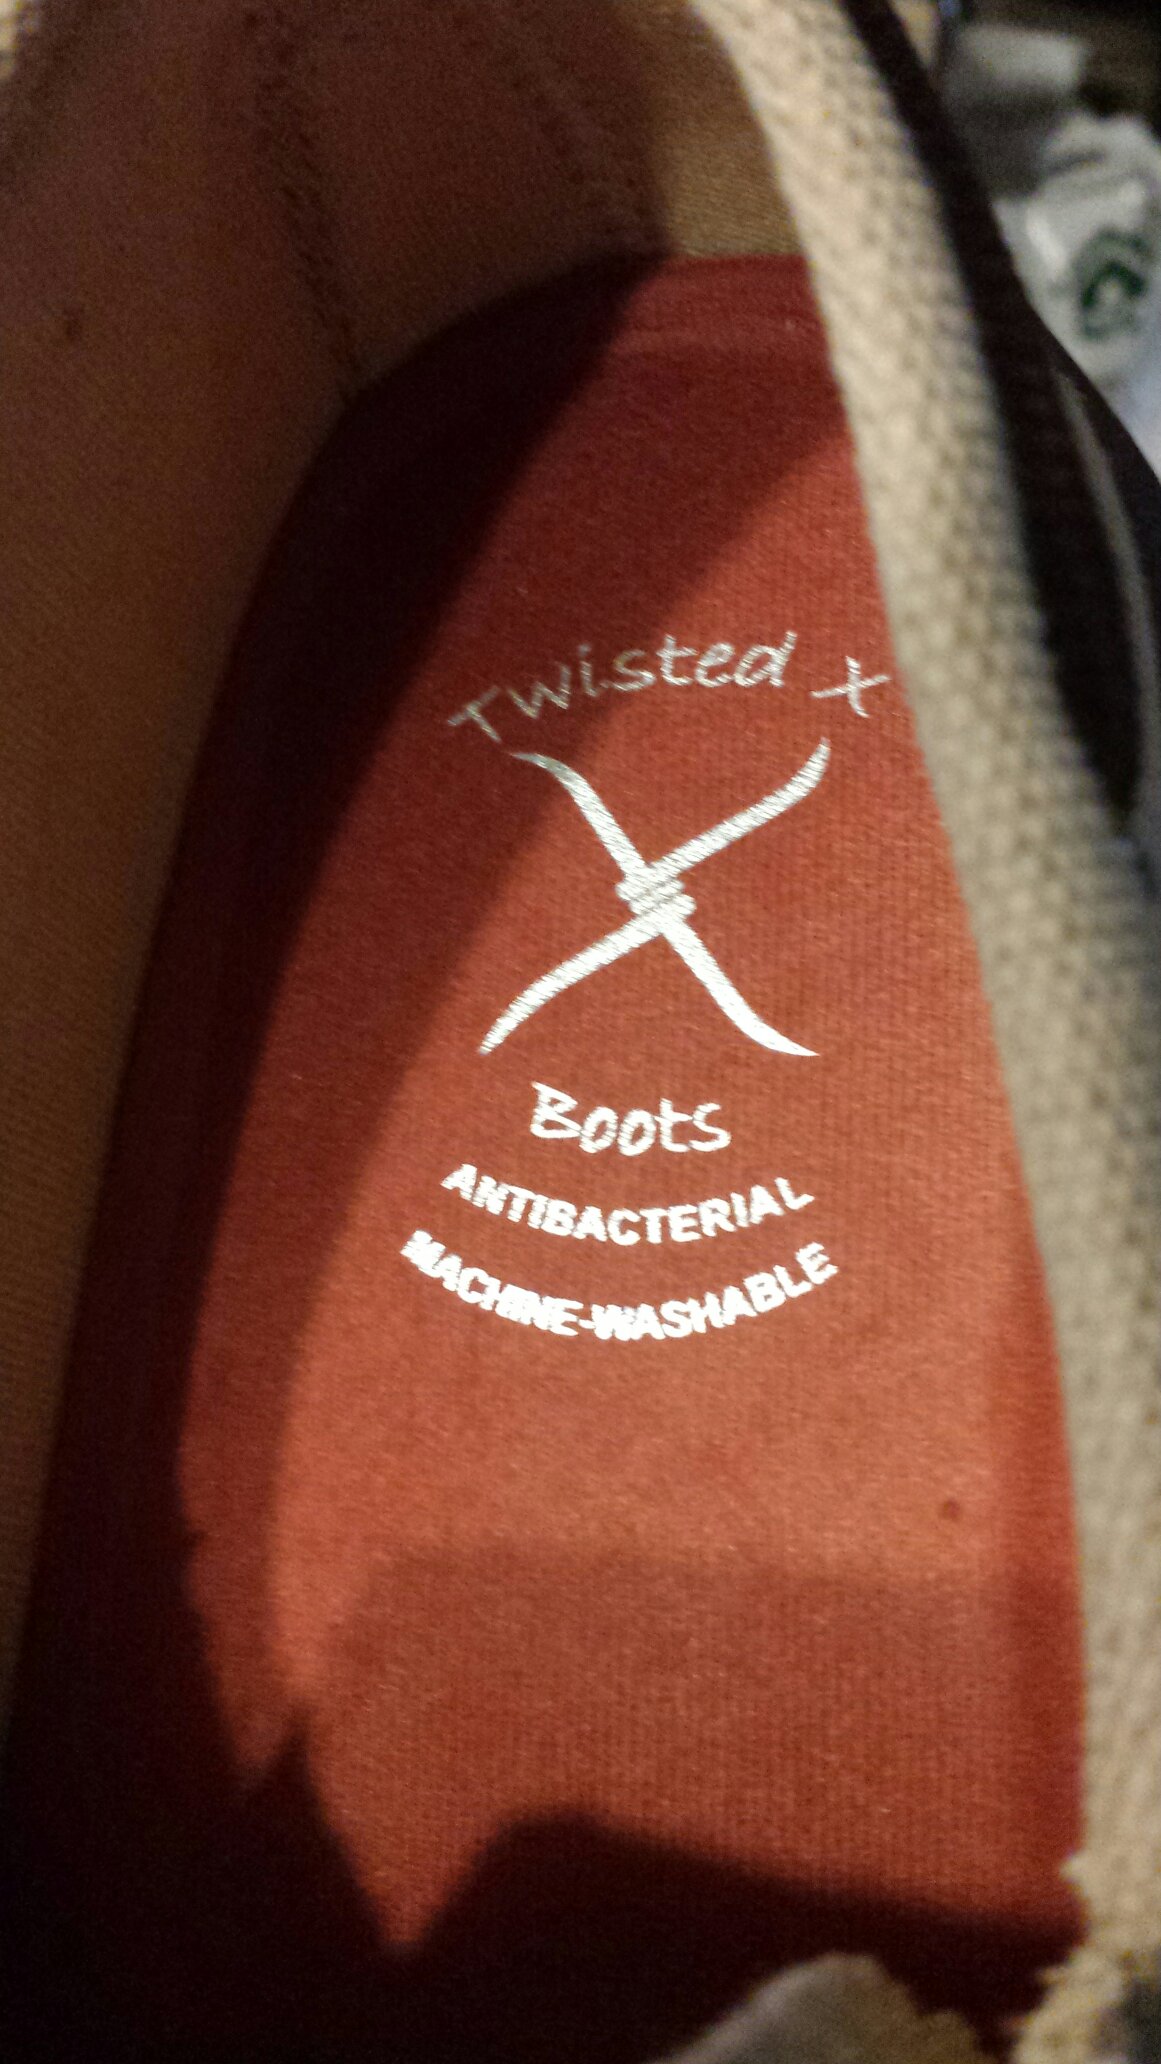 Twisted X
Boots
ANTIBACTERIAL
MACHINE-WASHABLE